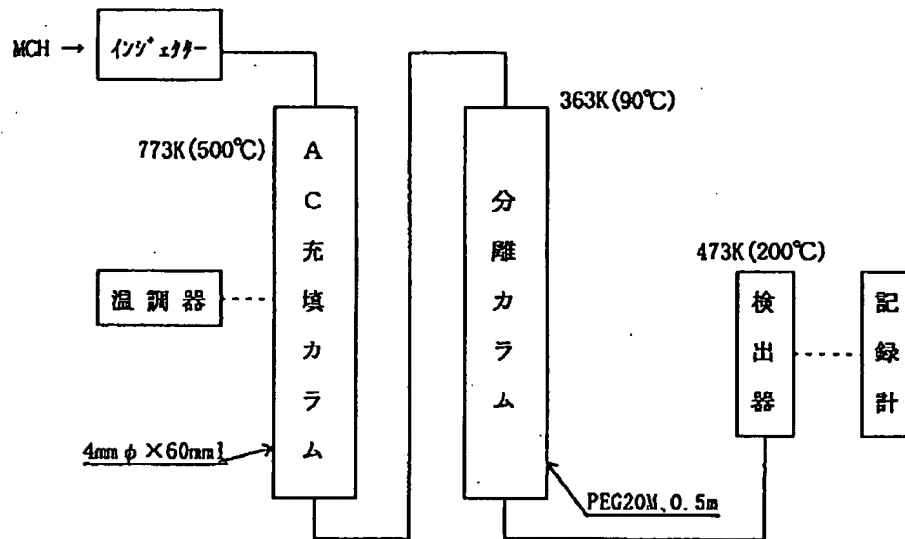 MCH → インジェクター
363K(90℃)
773K(500℃)
AC充填カラム
分離カラム
473K(200℃)
温調器
検出器
記録計
4mmφ×60mml
PEG20M、0.5m